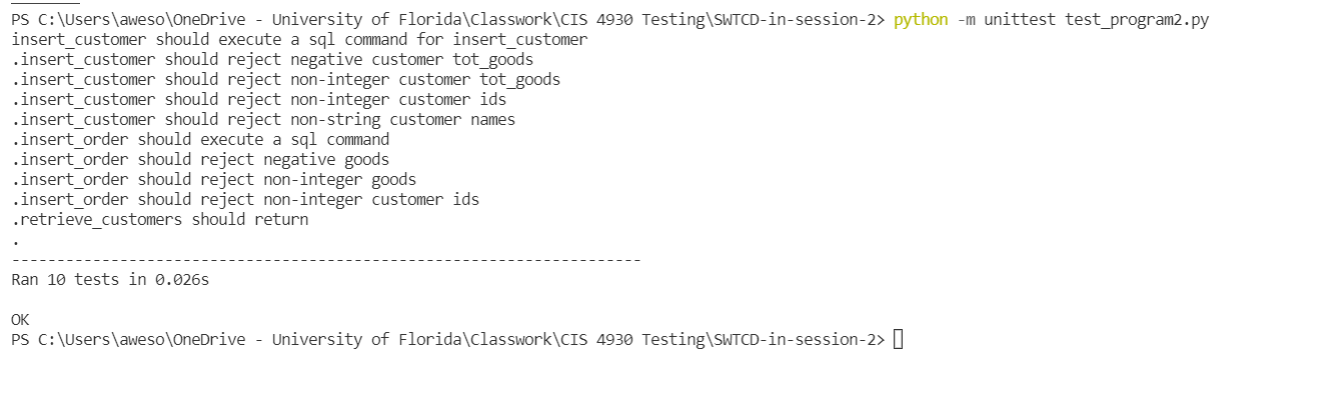 PS C:\Users\aweso\OneDrive - University of Florida\Classwork\CIS 4930 Testing\SWTCD-in-session-2> python -m unittest test_program2.py
insert_customer should execute a sql command for insert_customer
.insert_customer should reject negative customer tot_goods
.insert_customer should reject non-integer customer tot_goods
.insert_customer should reject non-integer customer ids
.insert_customer should reject non-string customer names
.insert_order should execute a sql command
.insert_order should reject negative goods
.insert_order should reject non-integer goods
.insert_order should reject non-integer customer ids
.retrieve_customers should return
.
----------------------------------------------------------------------
Ran 10 tests in 0.026s
OK
PS C:\Users\aweso\OneDrive - University of Florida\Classwork\CIS 4930 Testing\SWTCD-in-session-2>